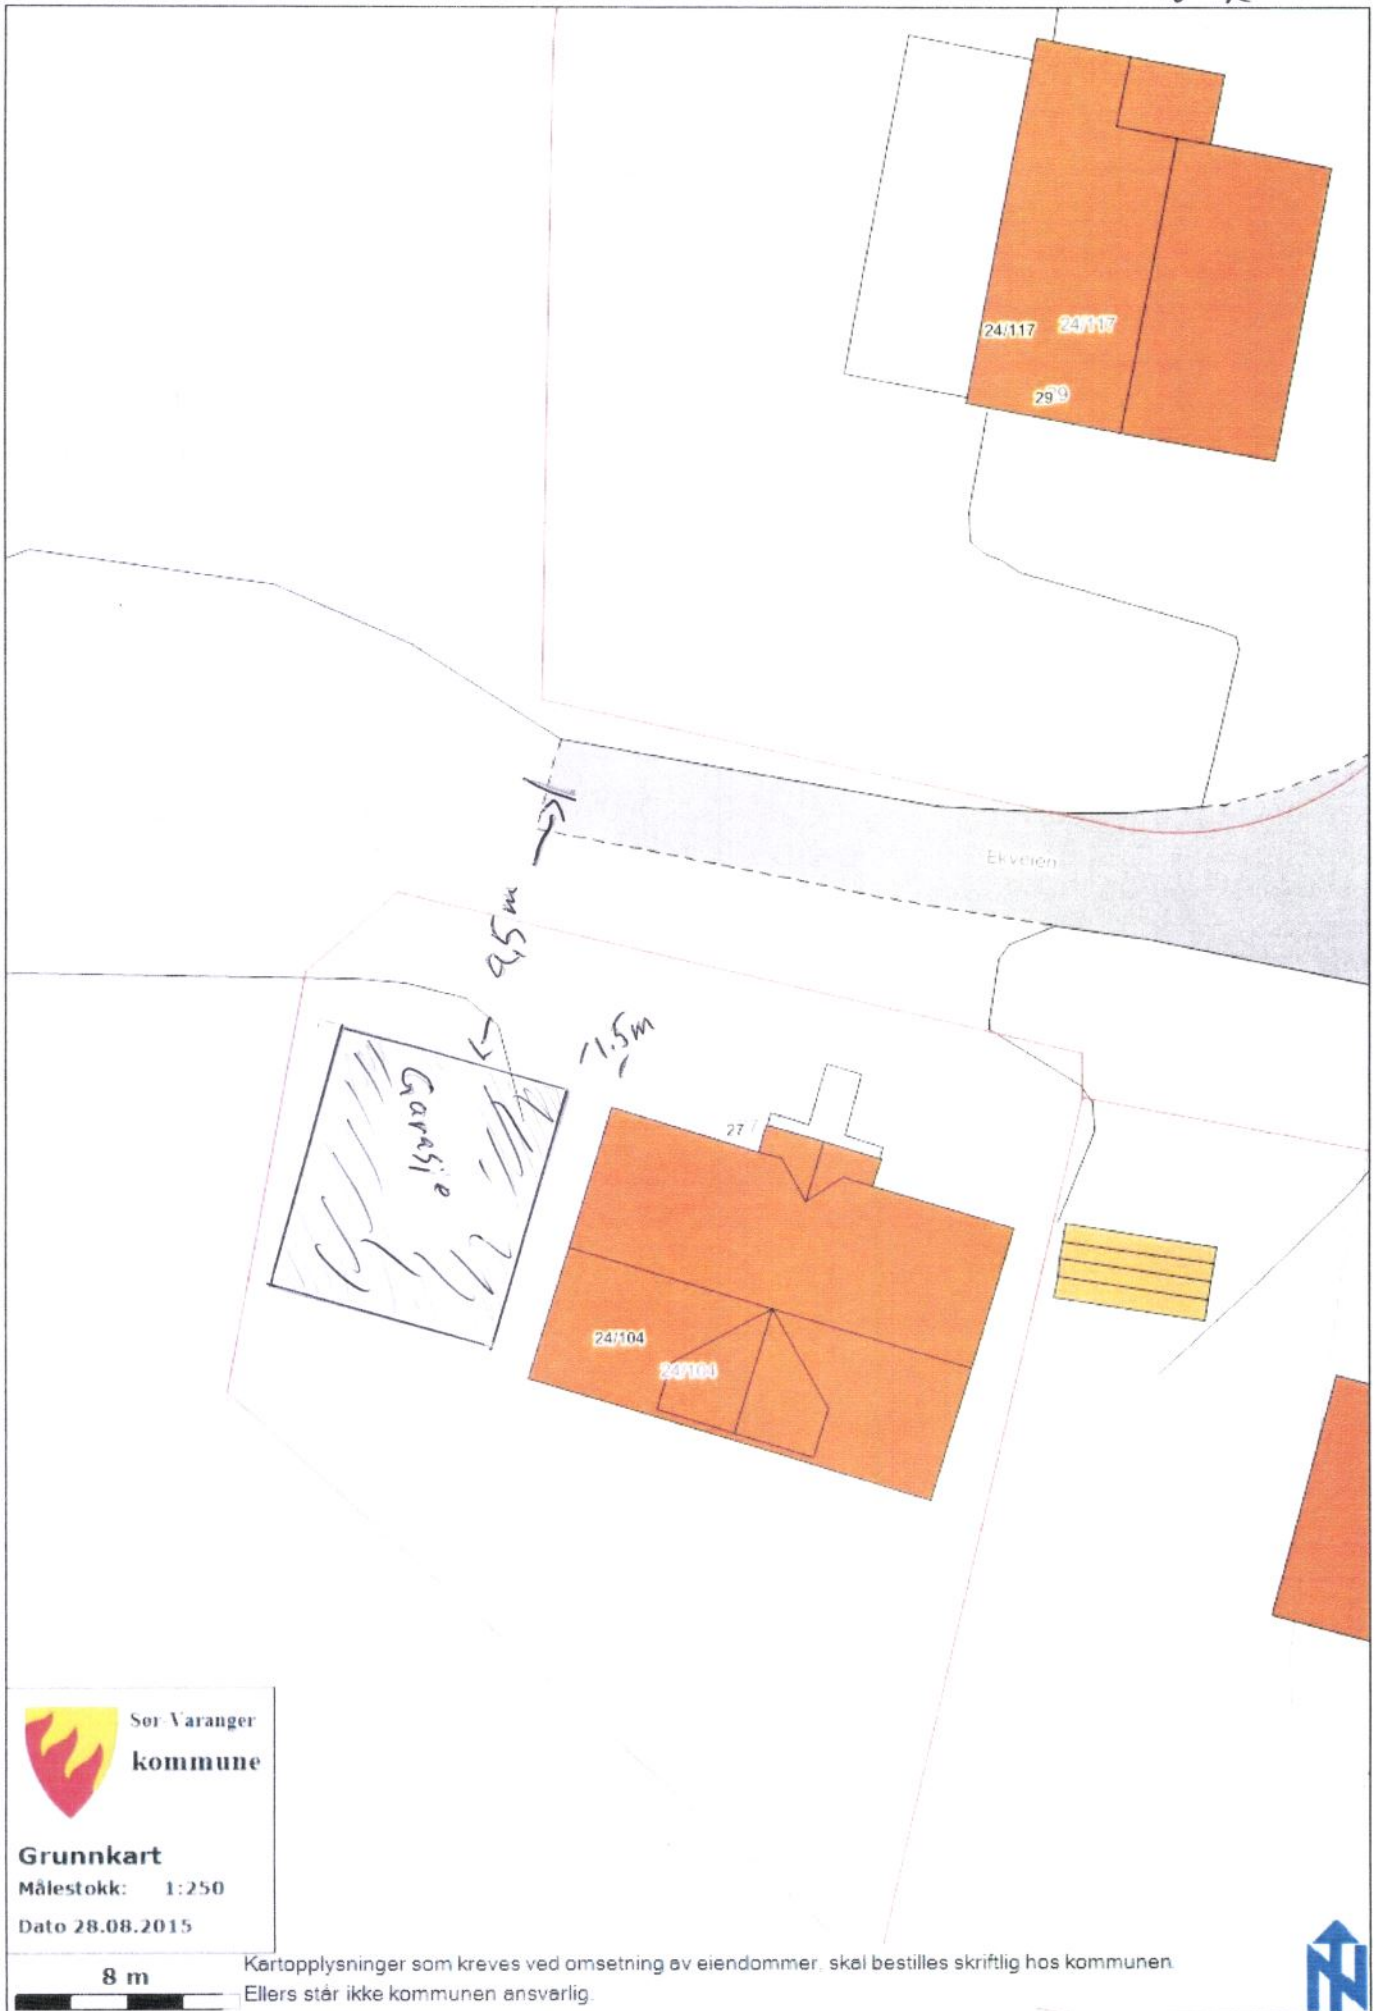 24/117 24/117
29
Ekveien
9,5 m
1.5m
Garasje
27
24/104
24/104
Sør-Varanger
kommune
Grunnkart
Målestokk: 1:250
Dato 28.08.2015
8 m
Kartopplysninger som kreves ved omsetning av eiendommer, skal bestilles skriftlig hos kommunen.
Ellers står ikke kommunen ansvarlig.
N